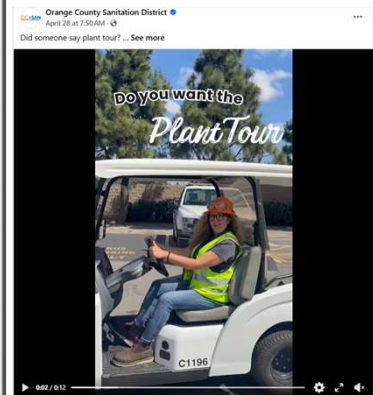 Orange County Sanitation District
April 28 at 7:50 AM ·
Did someone say plant tour? ... See more
Do you want the
Plant Tour
C1196
0:02 / 0:12